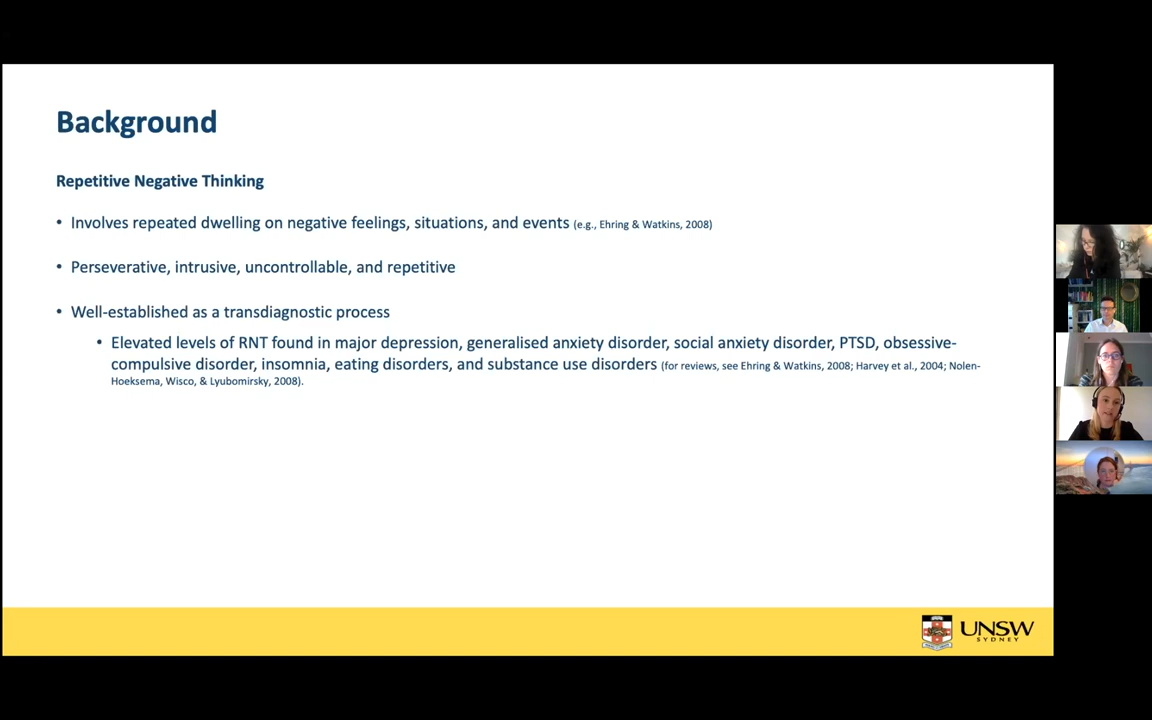 Background
Repetitive Negative Thinking
• Involves repeated dwelling on negative feelings, situations, and events (e.g., Ehring & Watkins, 2008)
• Perseverative, intrusive, uncontrollable, and repetitive
• Well-established as a transdiagnostic process
• Elevated levels of RNT found in major depression, generalised anxiety disorder, social anxiety disorder, PTSD, obsessive-
compulsive disorder, insomnia, eating disorders, and substance use disorders (for reviews, see Ehring & Watkins, 2008; Harvey et al., 2004; Nolen-
Hoeksema, Wisco, & Lyubomirsky, 2008).
UNSW
SYDNEY